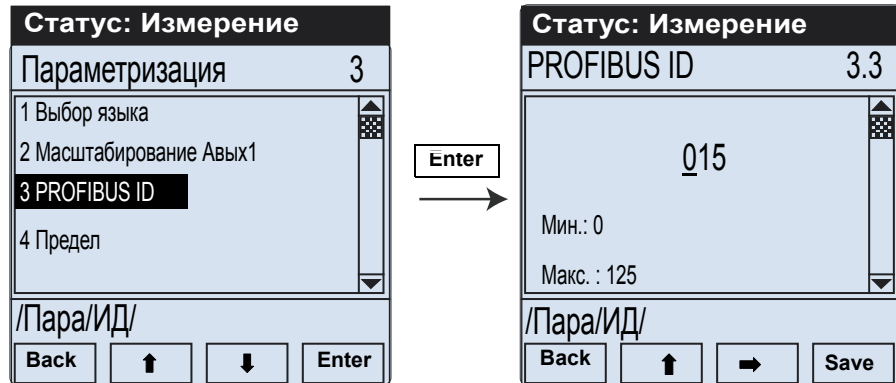 Статус: Измерение
Параметризация 3
1 Выбор языка
2 Масштабирование Авых1
3 PROFIBUS ID
4 Предел
/Пара/ИД/
Back
Enter
Enter
Статус: Измерение
PROFIBUS ID 3.3
015
Мин.: 0
Макс. : 125
/Пара/ИД/
Back
Save